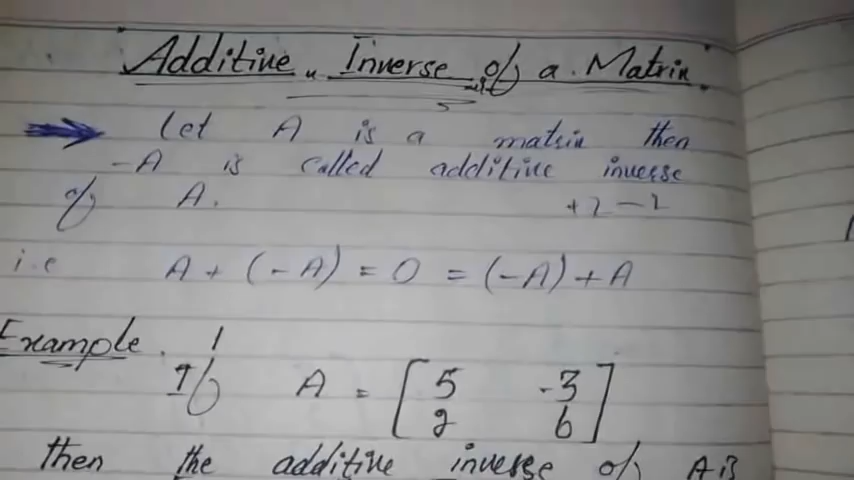 Additive Inverse of a Matrix
Let A is a matrix then
-A is called additive inverse
of A.
+2 -2
i.e A + (-A) = 0 = (-A) + A
Example. 1
If A = [5 -3
2 6]
then the additive inverse of A is